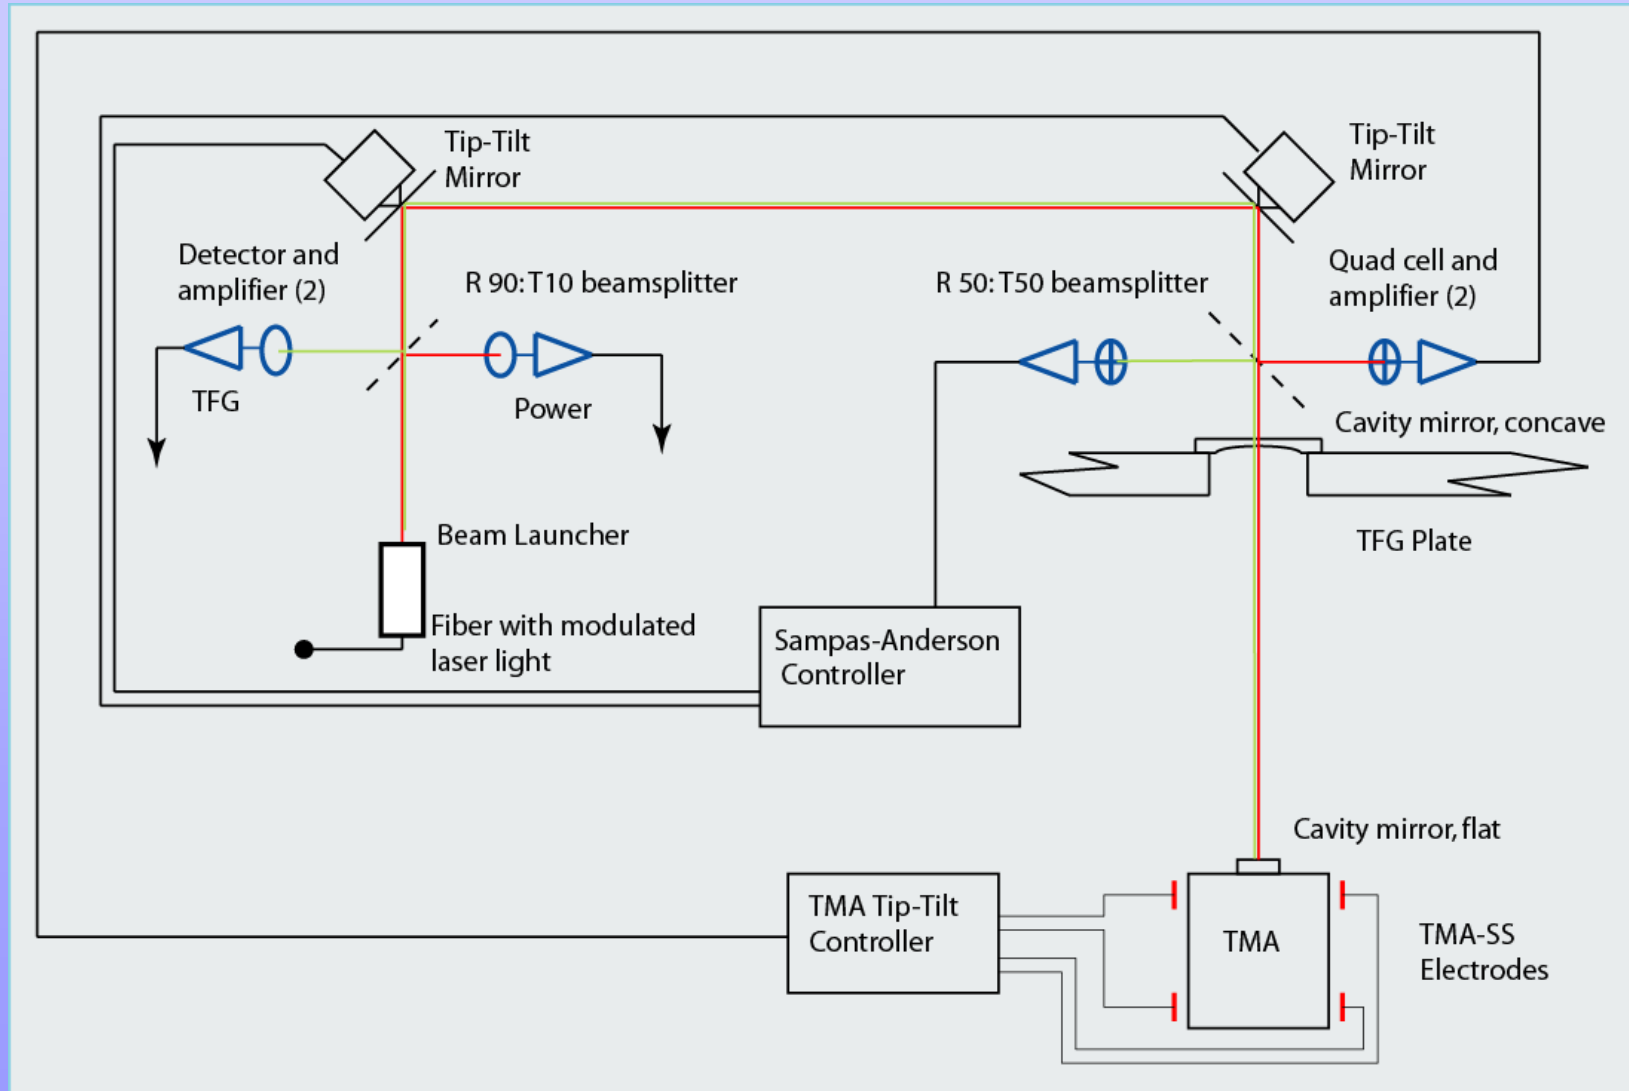 Tip-Tilt
Mirror
Tip-Tilt
Mirror
Detector and
amplifier (2)
R 90:T10 beamsplitter
R 50:T50 beamsplitter
Quad cell and
amplifier (2)
TFG
Power
Cavity mirror, concave
TFG Plate
Beam Launcher
Fiber with modulated
laser light
Sampas-Anderson
Controller
Cavity mirror, flat
TMA Tip-Tilt
Controller
TMA
TMA-SS
Electrodes